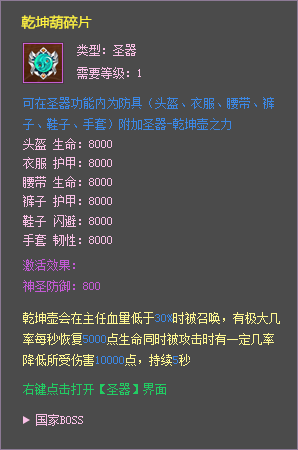 乾坤葫碎片
类型：圣器
需要等级：1
可在圣器功能内为防具（头盔、衣服、腰带、裤
子、鞋子、手套）附加圣器-乾坤壶之力
头盔 生命：8000
衣服 护甲：8000
腰带 生命：8000
裤子 护甲：8000
鞋子 闪避：8000
手套 韧性：8000
激活效果：
神圣防御：800
乾坤壶会在主任血量低于30%时被召唤，有极大几
率每秒恢复5000点生命同时被攻击时有一定几率
降低所受伤害10000点，持续5秒
右键点击打开【圣器】界面
▶ 国家BOSS